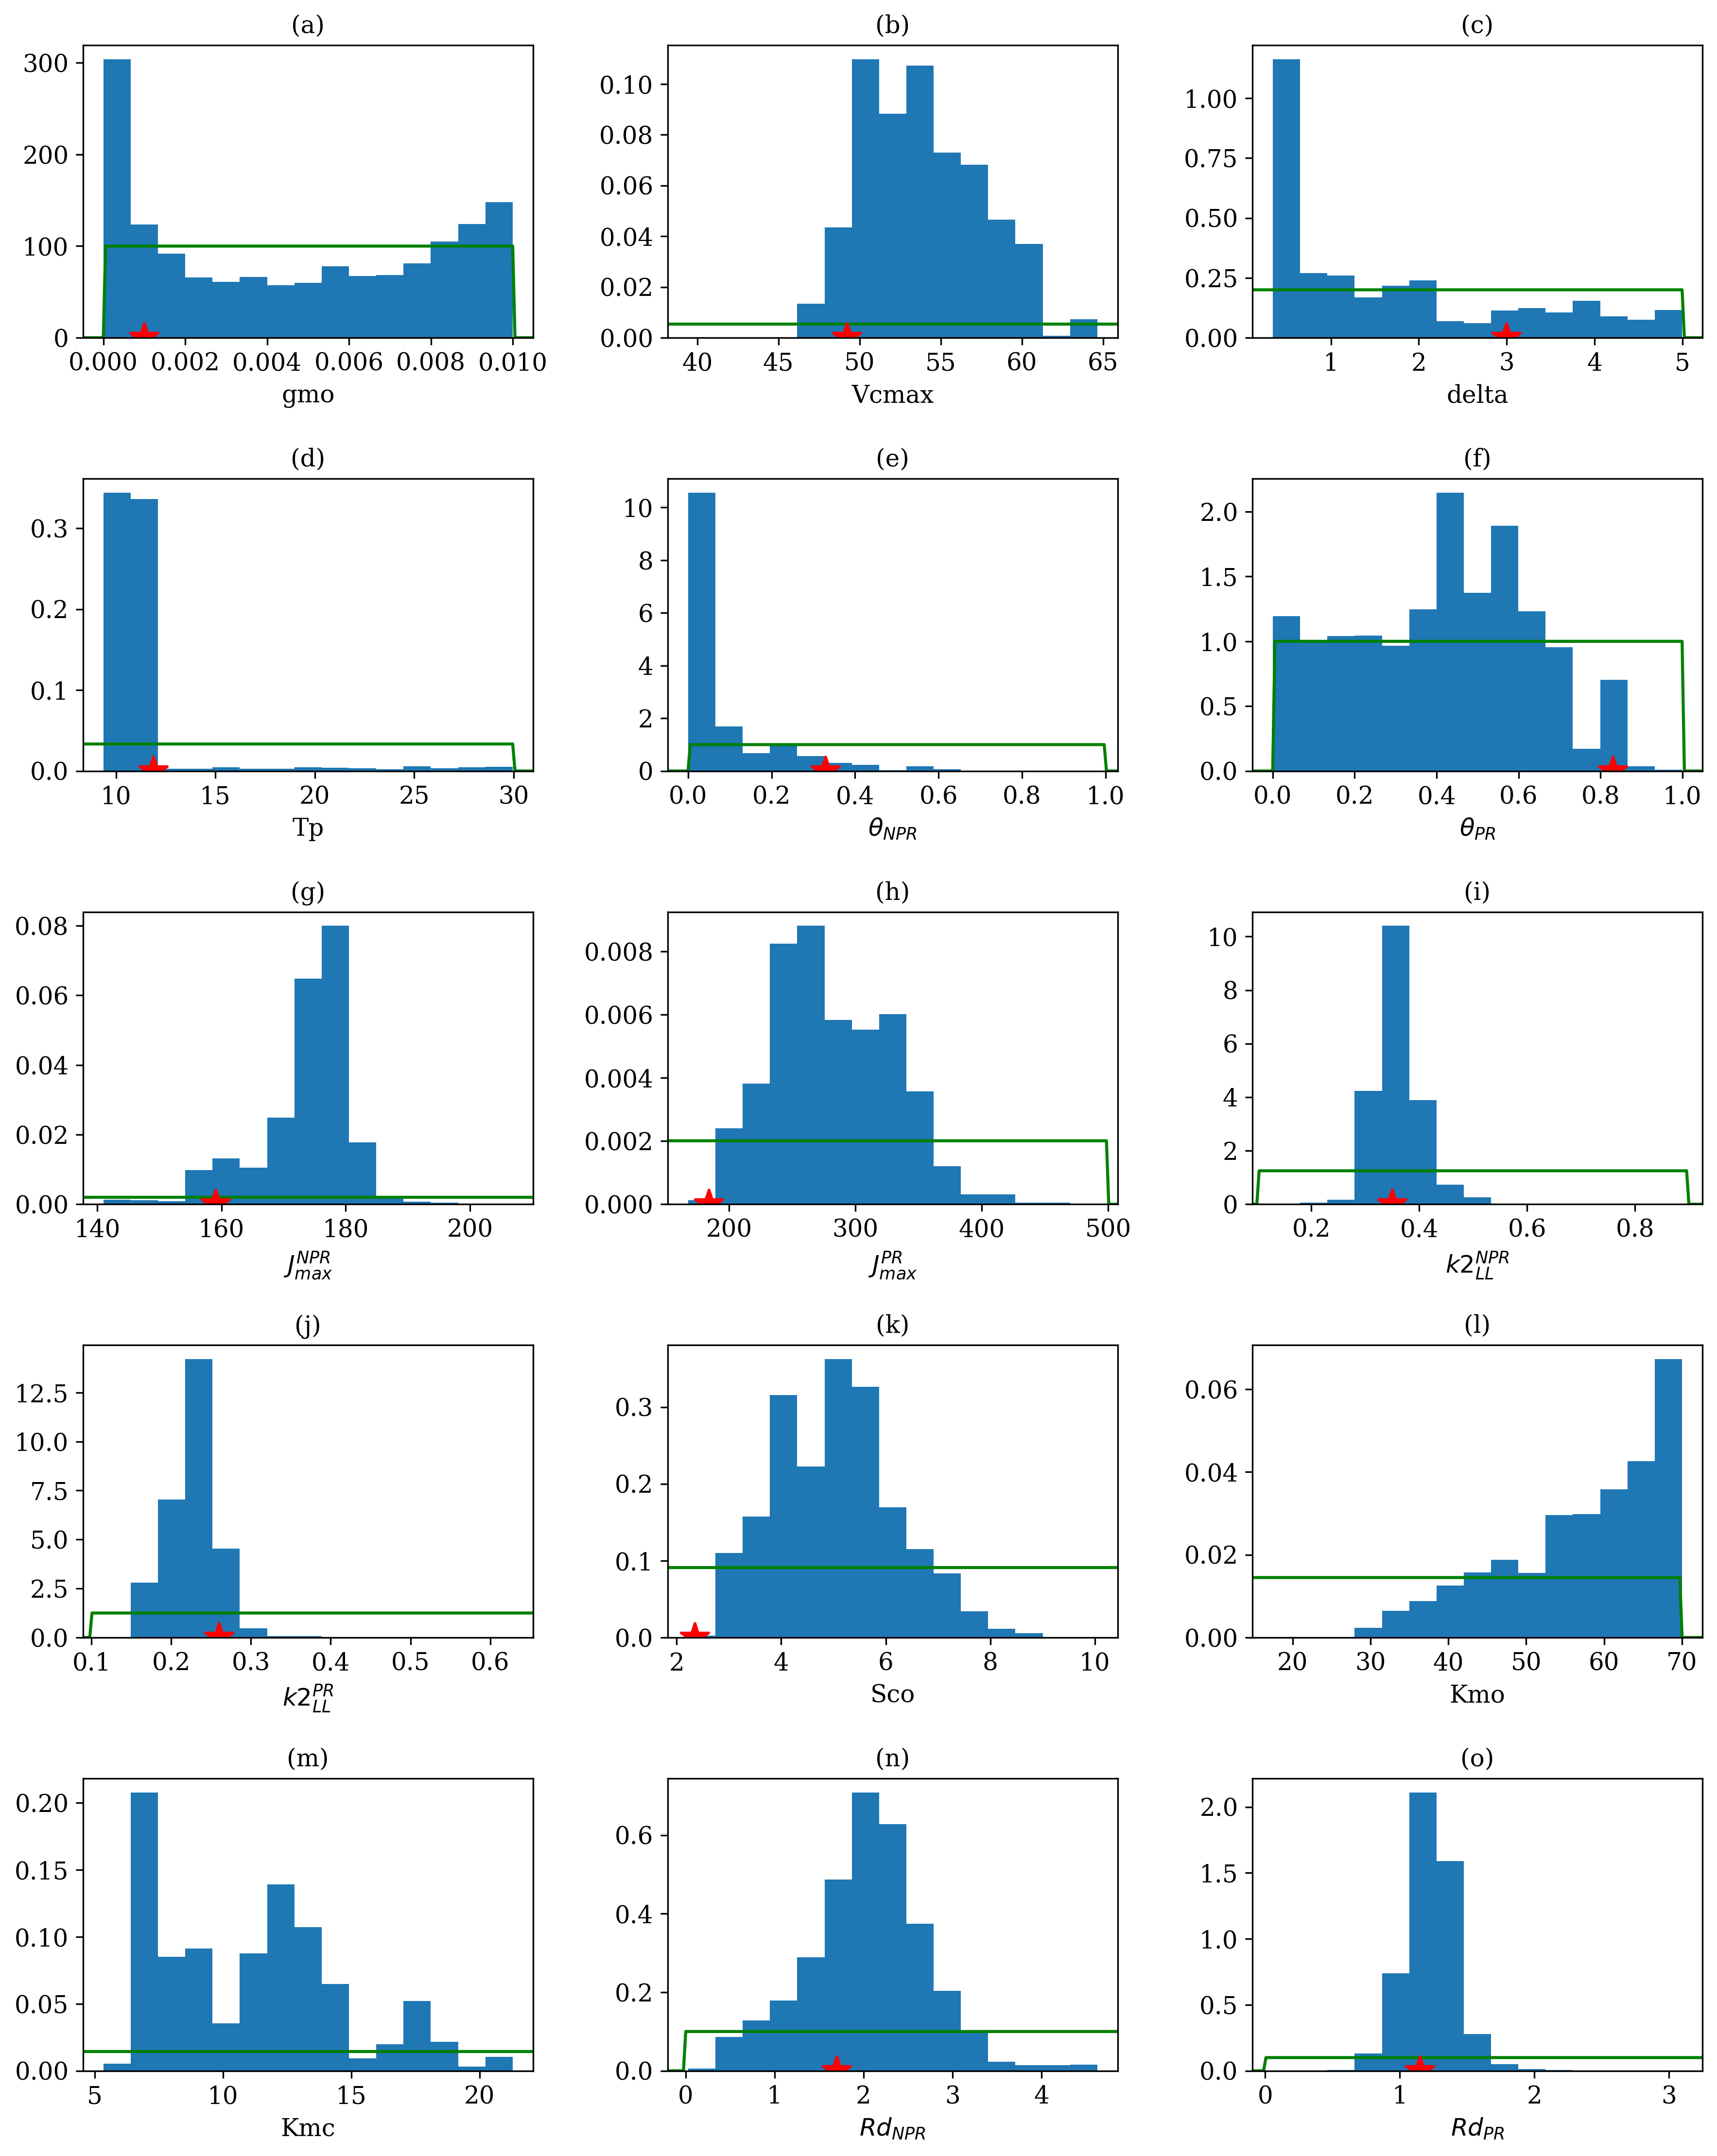 (a) (b) (c)
300 0.10 1.00
0.08
200 0.75
0.06
0.50
100 0.04
0.25
0.02
0 0.00 0.00
0.000 0.002 0.004 0.006 0.008 0.010 40 45 50 55 60 65 1 2 3 4 5
gmo Vcmax delta
(d) (e) (f)
10 2.0
0.3
8 1.5
0.2 6
1.0
4
0.1
2 0.5
0.0 0 0.0
10 15 20 25 30 0.0 0.2 0.4 0.6 0.8 1.0 0.0 0.2 0.4 0.6 0.8 1.0
Tp θ_NPR θ_PR
(g) (h) (i)
0.08 10
0.008
0.06 8
0.006
6
0.04 0.004
4
0.02 0.002
2
0.00 0.000 0
140 160 180 200 200 300 400 500 0.2 0.4 0.6 0.8
J_max^NPR J_max^PR k2_LL^NPR
(j) (k) (l)
12.5 0.3 0.06
10.0
0.2 0.04
7.5
5.0
0.1 0.02
2.5
0.0 0.0 0.00
0.1 0.2 0.3 0.4 0.5 0.6 2 4 6 8 10 20 30 40 50 60 70
k2_LL^PR Sco Kmo
(m) (n) (o)
0.20 2.0
0.6
0.15 1.5
0.4
0.10 1.0
0.2
0.05 0.5
0.00 0.0 0.0
5 10 15 20 0 1 2 3 4 0 1 2 3
Kmc Rd_NPR Rd_PR